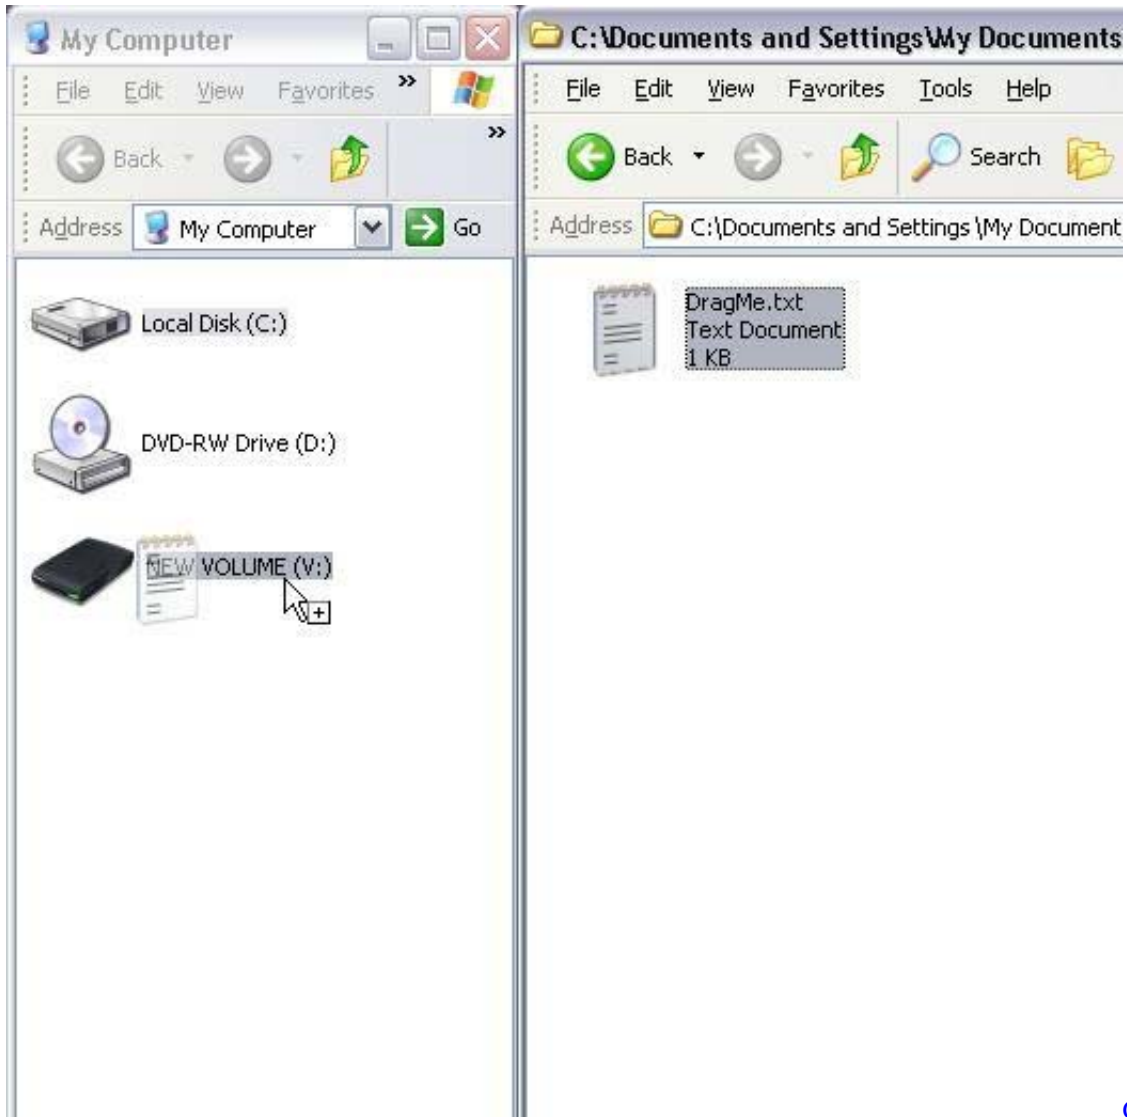 My Computer
File Edit View Favorites »
Back »
Address My Computer Go
Local Disk (C:)
DVD-RW Drive (D:)
NEW VOLUME (V:)
C:\Documents and Settings\My Documents
File Edit View Favorites Tools Help
Back Search
Address C:\Documents and Settings \My Document
DragMe.txt
Text Document
1 KB